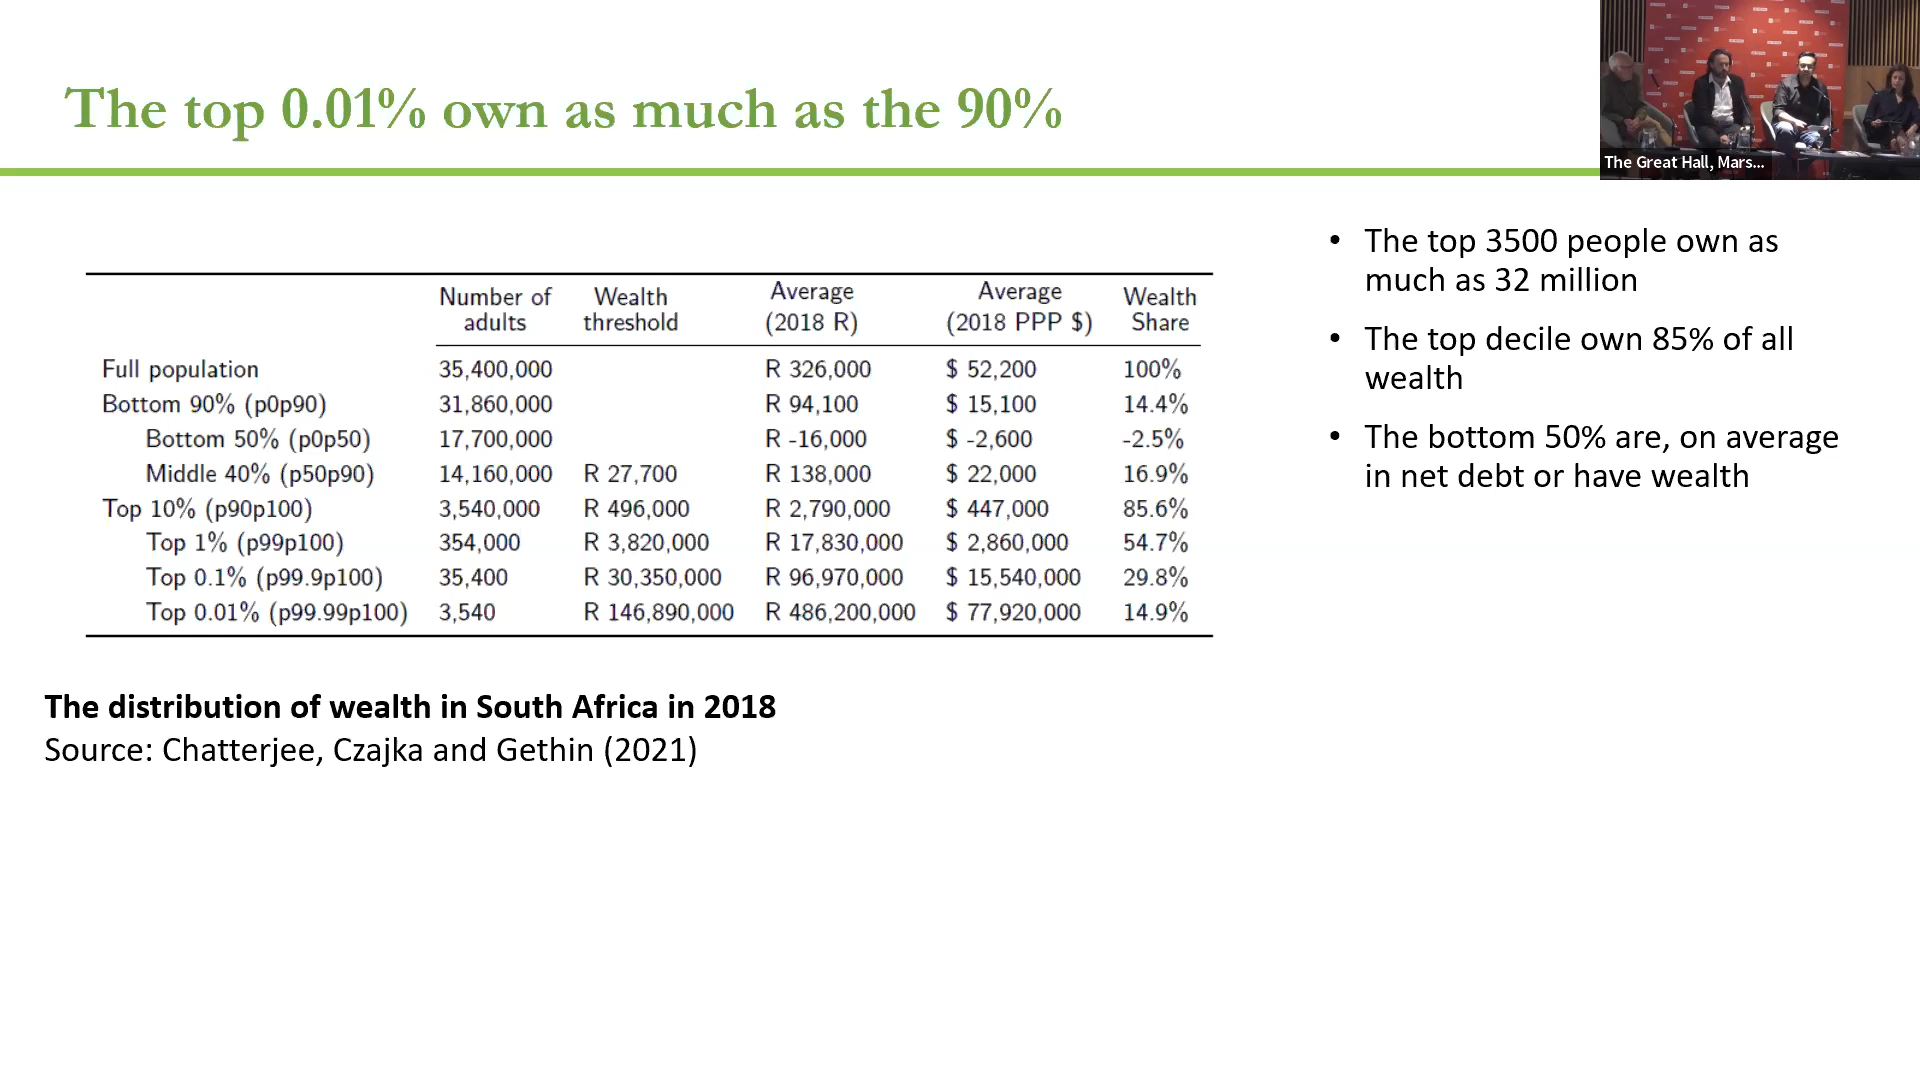 The top 0.01% own as much as the 90%
The Great Hall, Mars...
Number of adults Wealth threshold Average (2018 R) Average (2018 PPP $) Wealth Share
Full population 35,400,000 R 326,000 $ 52,200 100%
Bottom 90% (p0p90) 31,860,000 R 94,100 $ 15,100 14.4%
Bottom 50% (p0p50) 17,700,000 R -16,000 $ -2,600 -2.5%
Middle 40% (p50p90) 14,160,000 R 27,700 R 138,000 $ 22,000 16.9%
Top 10% (p90p100) 3,540,000 R 496,000 R 2,790,000 $ 447,000 85.6%
Top 1% (p99p100) 354,000 R 3,820,000 R 17,830,000 $ 2,860,000 54.7%
Top 0.1% (p99.9p100) 35,400 R 30,350,000 R 96,970,000 $ 15,540,000 29.8%
Top 0.01% (p99.99p100) 3,540 R 146,890,000 R 486,200,000 $ 77,920,000 14.9%
The distribution of wealth in South Africa in 2018
Source: Chatterjee, Czajka and Gethin (2021)
• The top 3500 people own as
much as 32 million
• The top decile own 85% of all
wealth
• The bottom 50% are, on average
in net debt or have wealth